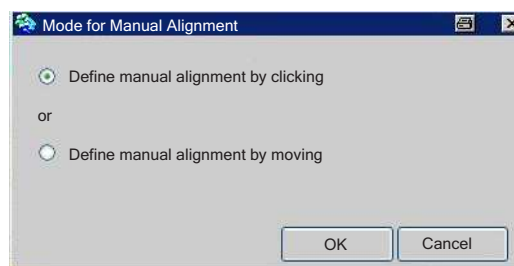 Mode for Manual Alignment
Define manual alignment by clicking
or
Define manual alignment by moving
OK
Cancel